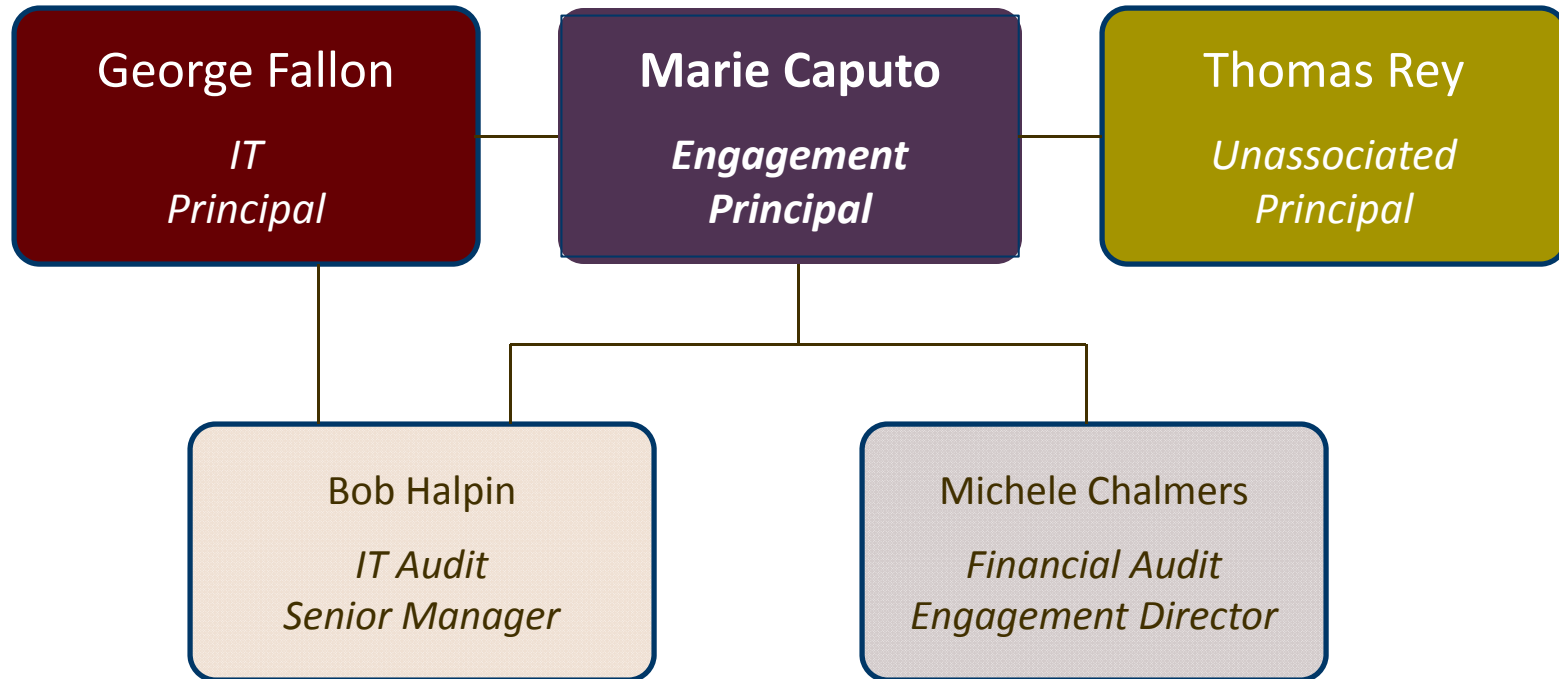 George Fallon
IT
Principal
Marie Caputo
Engagement
Principal
Thomas Rey
Unassociated
Principal
Bob Halpin
IT Audit
Senior Manager
Michele Chalmers
Financial Audit
Engagement Director